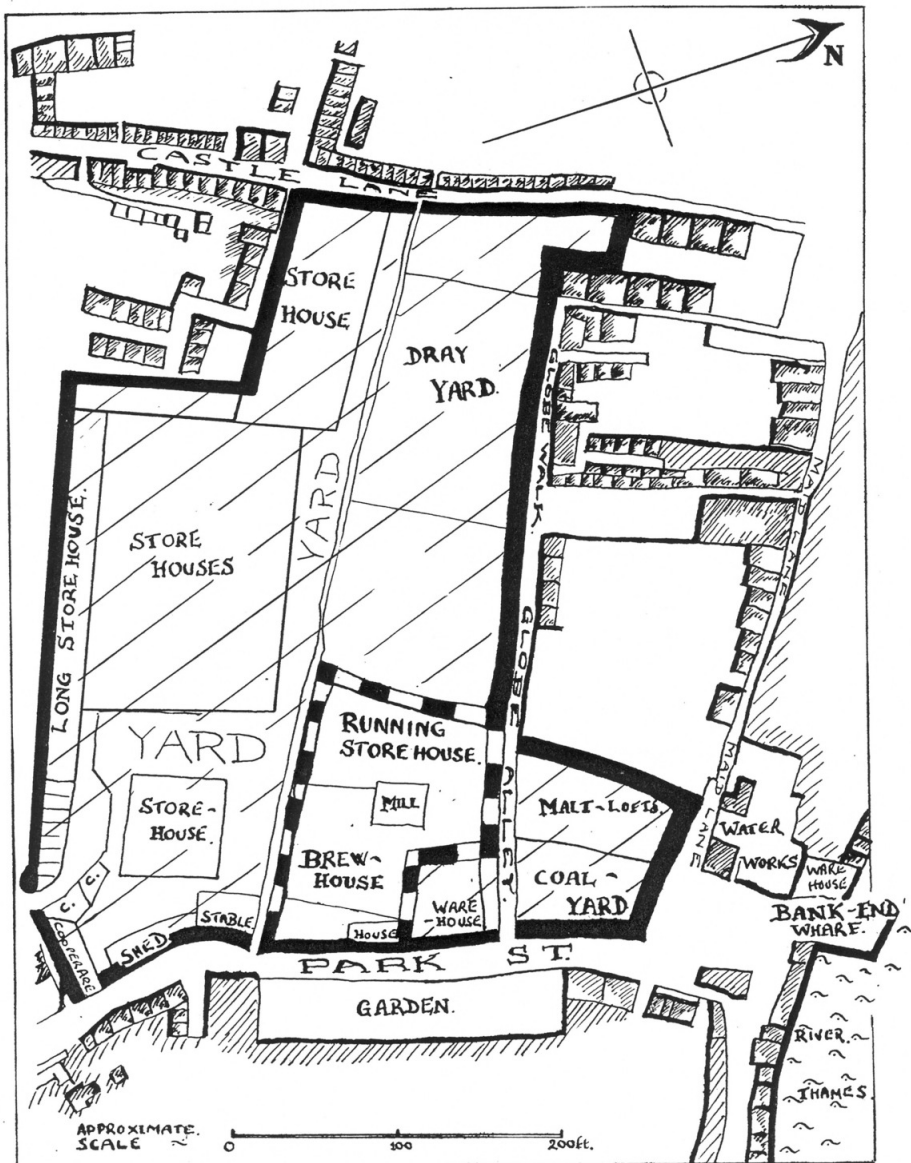 N
CASTLE LANE
STORE
HOUSE
DRAY
YARD.
GLOBE WALK.
MAID LANE
YARD
LONG STORE HOUSE.
STORE
HOUSES
GLOBE ALLEY.
YARD
RUNNING
STORE HOUSE.
MILL
MALT-LOFTS.
MAID LANE
WATER
WORKS
STORE-
HOUSE.
BREW-
HOUSE
COAL-
YARD
WARE
HOUSE
C.
C.
WARE
-HOUSE
BANK-END
WHARF.
COOPERAGE
SHED
STABLE
HOUSE
PARK ST.
GARDEN.
RIVER.
THAMES.
APPROXIMATE.
SCALE
0 100 200ft.